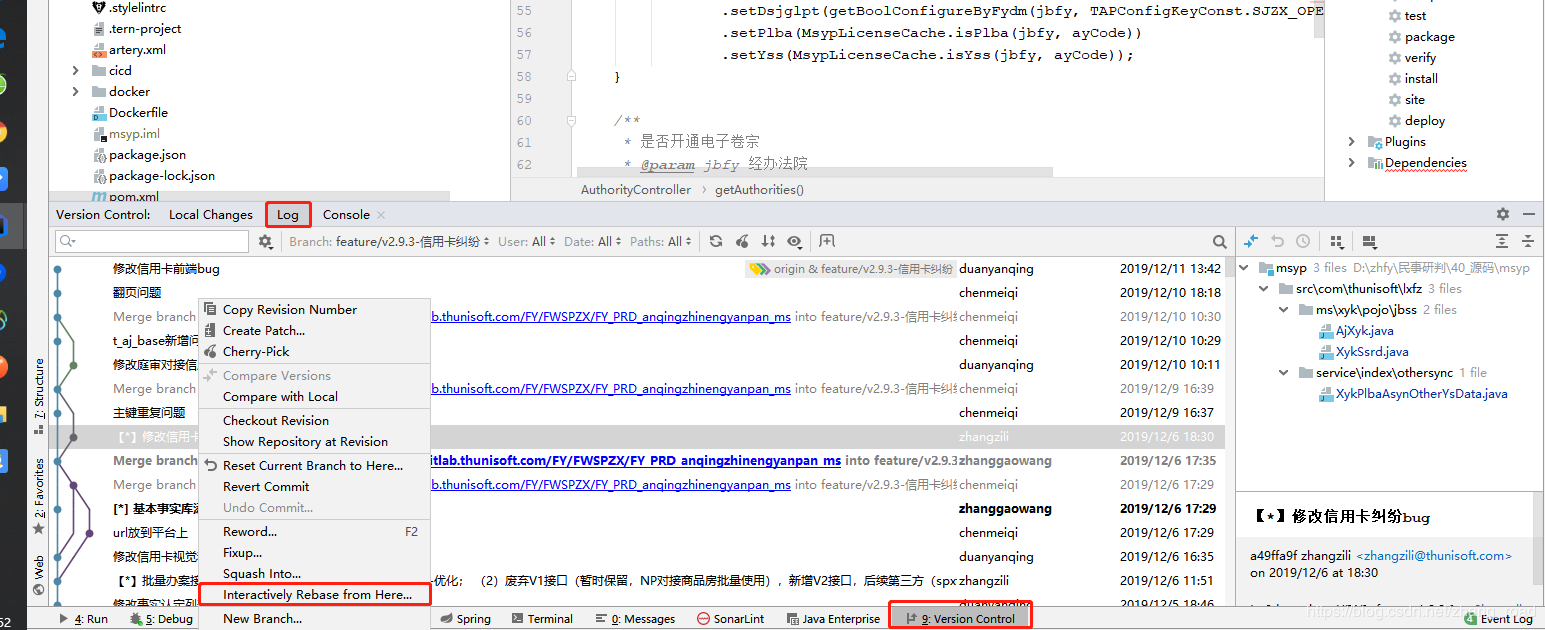 .stylelintrc
.tern-project
artery.xml
cicd
docker
Dockerfile
msyp.iml
package.json
package-lock.json
pom.xml
55 .setDsjglpt(getBoolConfigureByFydm(jbfy, TAPConfigKeyConst.SJZX_OPE
56 .setPlba(MsypLicenseCache.isPlba(jbfy, ayCode))
57 .setYss(MsypLicenseCache.isYss(jbfy, ayCode));
58 }
59
60 /**
61 * 是否开通电子卷宗
62 * @param jbfy 经办法院
AuthorityController > getAuthorities()
test
package
verify
install
site
deploy
Plugins
Dependencies
Version Control: Local Changes Log Console ×
Branch: feature/v2.9.3-信用卡纠纷 User: All Date: All Paths: All
修改信用卡前端bug origin & feature/v2.9.3-信用卡纠纷 duanyanqing 2019/12/11 13:42
翻页问题 chenmeiqi 2019/12/10 18:18
Merge branch b.thunisoft.com/FY/FWSPZX/FY_PRD_anqingzhinengyanpan_ms into feature/v2.9.3-信用卡纠纷 chenmeiqi 2019/12/10 10:30
t_aj_base新增 chenmeiqi 2019/12/10 10:29
修改庭审对接信 duanyanqing 2019/12/10 10:11
Merge branch b.thunisoft.com/FY/FWSPZX/FY_PRD_anqingzhinengyanpan_ms into feature/v2.9.3-信用卡纠纷 chenmeiqi 2019/12/9 16:39
主键重复问题 chenmeiqi 2019/12/9 16:37
【*】修改信用卡 zhangzili 2019/12/6 18:30
Merge branch itlab.thunisoft.com/FY/FWSPZX/FY_PRD_anqingzhinengyanpan_ms into feature/v2.9.3 zhanggaowang 2019/12/6 17:35
Merge branch b.thunisoft.com/FY/FWSPZX/FY_PRD_anqingzhinengyanpan_ms into feature/v2.9.3-信用卡纠纷 chenmeiqi 2019/12/6 17:29
[*] 基本事实库 zhanggaowang 2019/12/6 17:29
url放到平台上 chenmeiqi 2019/12/6 17:29
修改信用卡视觉 duanyanqing 2019/12/6 16:35
【*】批量办案接 -优化; （2）废弃V1接口（暂时保留，NP对接商品房批量使用），新增V2接口，后续第三方（spx zhangzili 2019/12/6 11:51
修改事实认定列 duanyanqing 2019/12/5 18:46
Copy Revision Number
Create Patch...
Cherry-Pick
Compare Versions
Compare with Local
Checkout Revision
Show Repository at Revision
Reset Current Branch to Here...
Revert Commit
Undo Commit...
Reword... F2
Fixup...
Squash Into...
Interactively Rebase from Here...
New Branch...
msyp 3 files D:\zhfy\民事研判\40_源码\msyp
src\com\thunisoft\lxfz 3 files
ms\xyk\pojo\jbss 2 files
AjXyk.java
XykSsrd.java
service\index\othersync 1 file
XykPlbaAsynOtherYsData.java
【*】修改信用卡纠纷bug
a49ffa9f zhangzili <zhangzili@thunisoft.com>
on 2019/12/6 at 18:30
7: Structure
2: Favorites
Web
52
4: Run 5: Debug Spring Terminal 0: Messages SonarLint Java Enterprise 9: Version Control 4 Event Log